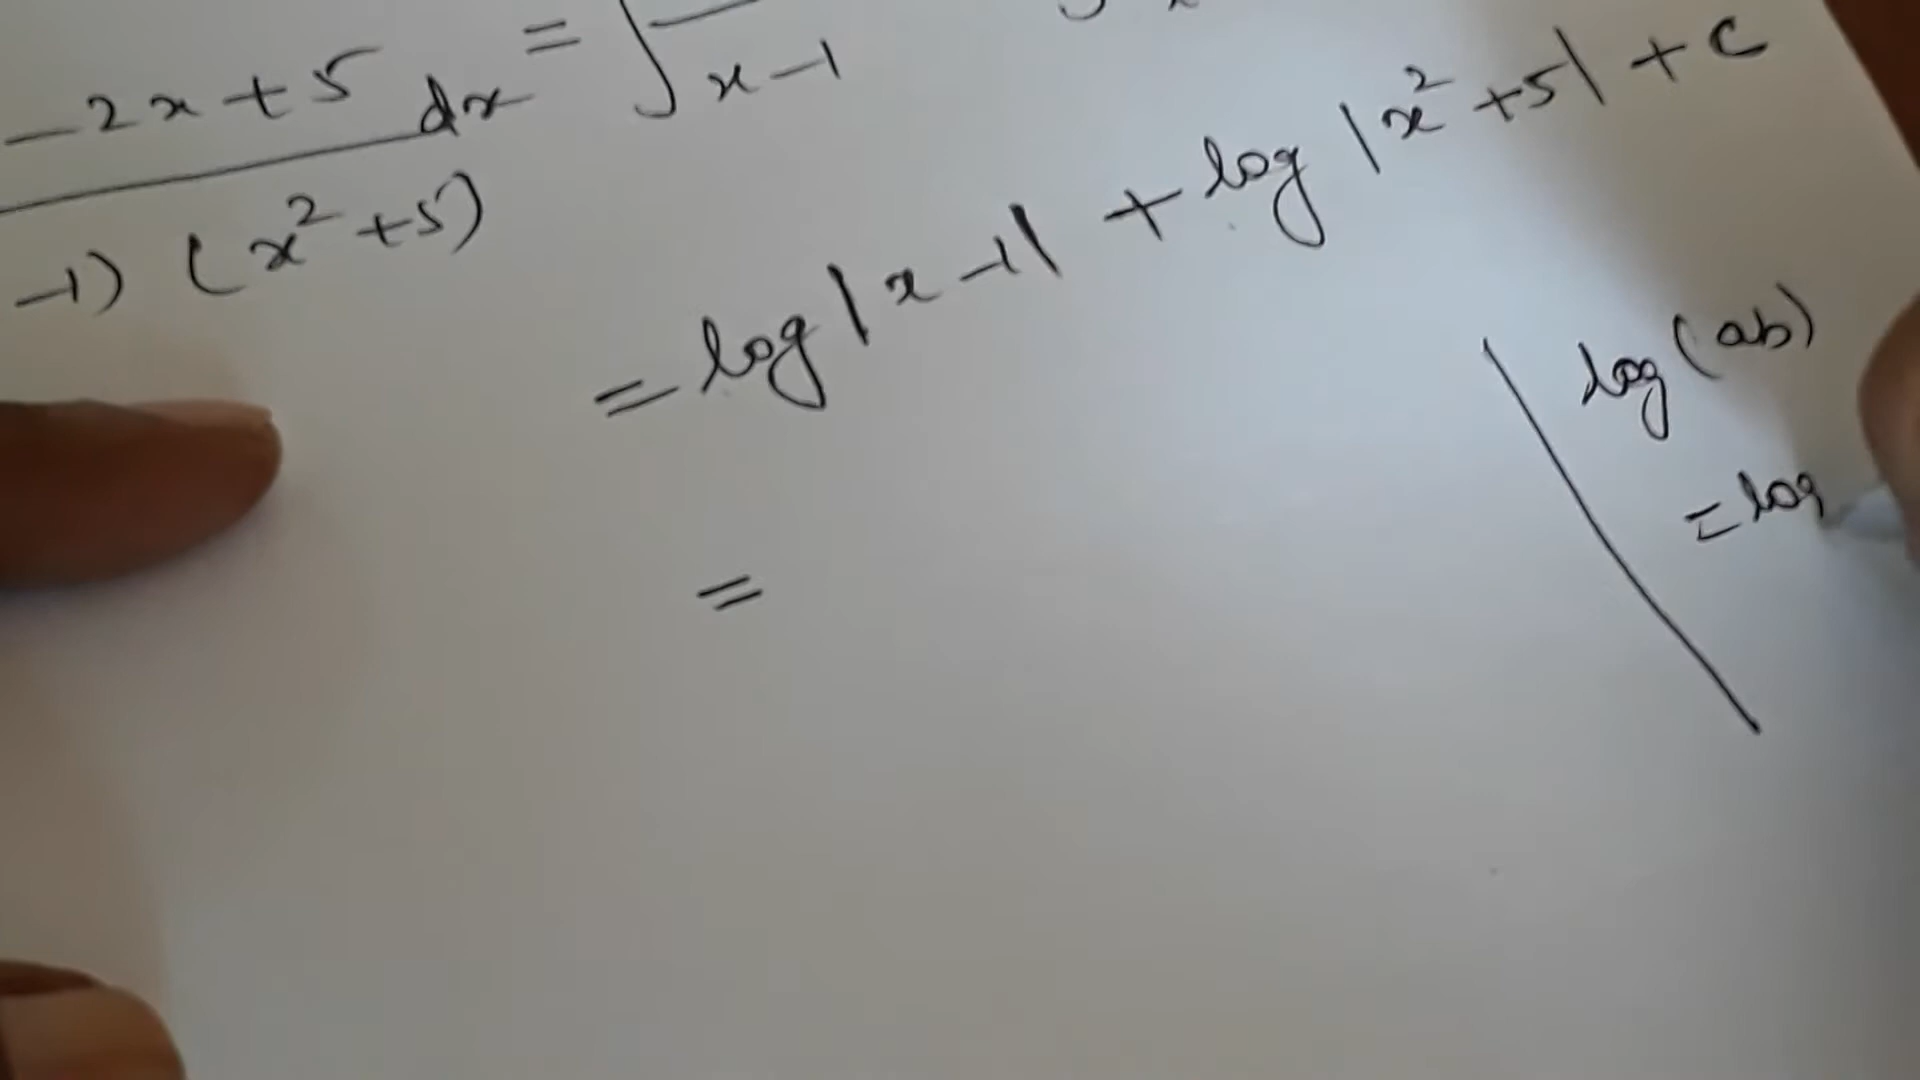 -2x+5 dx = ∫
(x²+5) x-1
-1)
= log|x-1| + log|x²+5| + c
=
log(ab)
= log